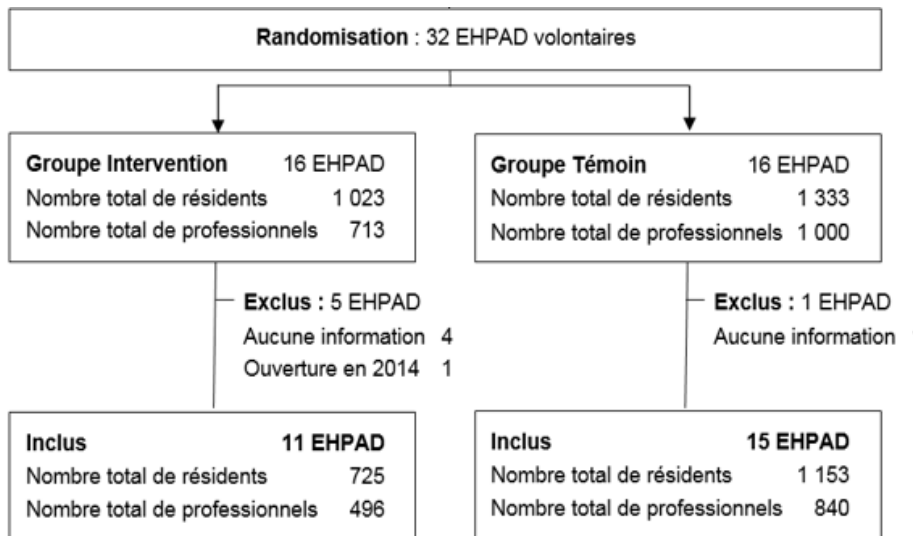 Randomisation : 32 EHPAD volontaires
Groupe Intervention 16 EHPAD
Nombre total de résidents 1 023
Nombre total de professionnels 713
Groupe Témoin 16 EHPAD
Nombre total de résidents 1 333
Nombre total de professionnels 1 000
Exclus : 5 EHPAD
Aucune information 4
Ouverture en 2014 1
Exclus : 1 EHPAD
Aucune information
Inclus 11 EHPAD
Nombre total de résidents 725
Nombre total de professionnels 496
Inclus 15 EHPAD
Nombre total de résidents 1 153
Nombre total de professionnels 840